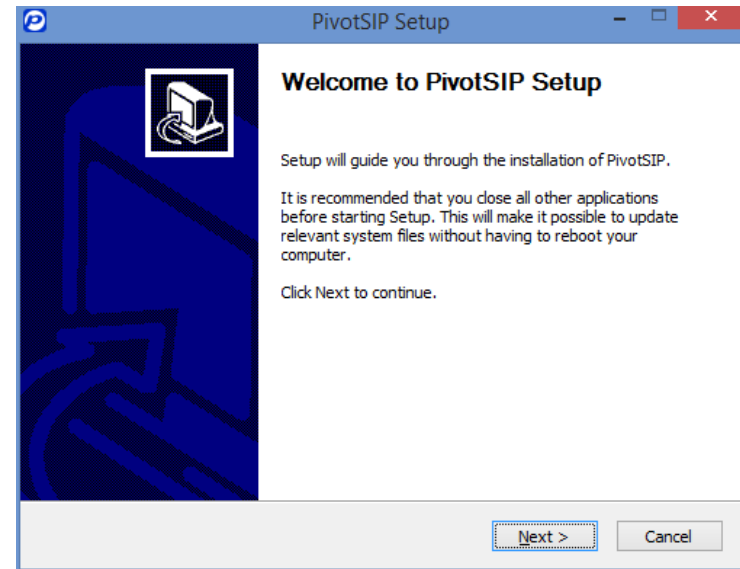 PivotSIP Setup
Welcome to PivotSIP Setup
Setup will guide you through the installation of PivotSIP.
It is recommended that you close all other applications
before starting Setup. This will make it possible to update
relevant system files without having to reboot your
computer.
Click Next to continue.
Next >
Cancel